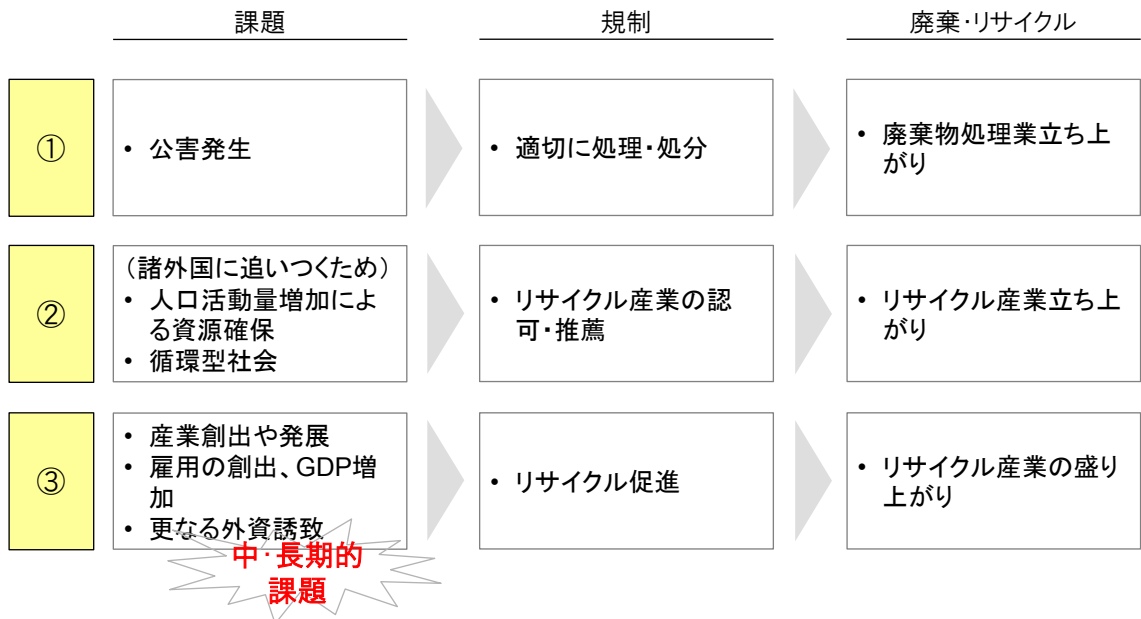 課題
規制
廃棄・リサイクル
①
• 公害発生
• 適切に処理・処分
• 廃棄物処理業立ち上
がり
②
（諸外国に追いつくため）
• 人口活動量増加によ
る資源確保
• 循環型社会
• リサイクル産業の認
可・推薦
• リサイクル産業立ち上
がり
③
• 産業創出や発展
• 雇用の創出、GDP増
加
• 更なる外資誘致
中・長期的
課題
• リサイクル促進
• リサイクル産業の盛り
上がり